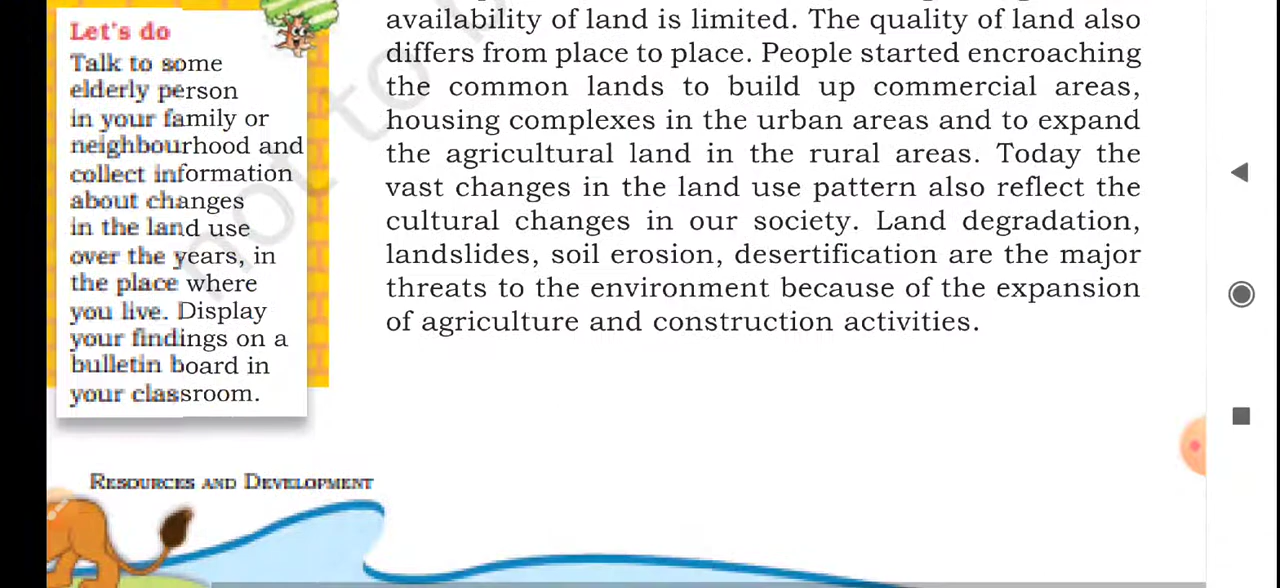 Let's do
Talk to some
elderly person
in your family or
neighbourhood and
collect information
about changes
in the land use
over the years, in
the place where
you live. Display
your findings on a
bulletin board in
your classroom.
availability of land is limited. The quality of land also
differs from place to place. People started encroaching
the common lands to build up commercial areas,
housing complexes in the urban areas and to expand
the agricultural land in the rural areas. Today the
vast changes in the land use pattern also reflect the
cultural changes in our society. Land degradation,
landslides, soil erosion, desertification are the major
threats to the environment because of the expansion
of agriculture and construction activities.
not to b
RESOURCES AND DEVELOPMENT